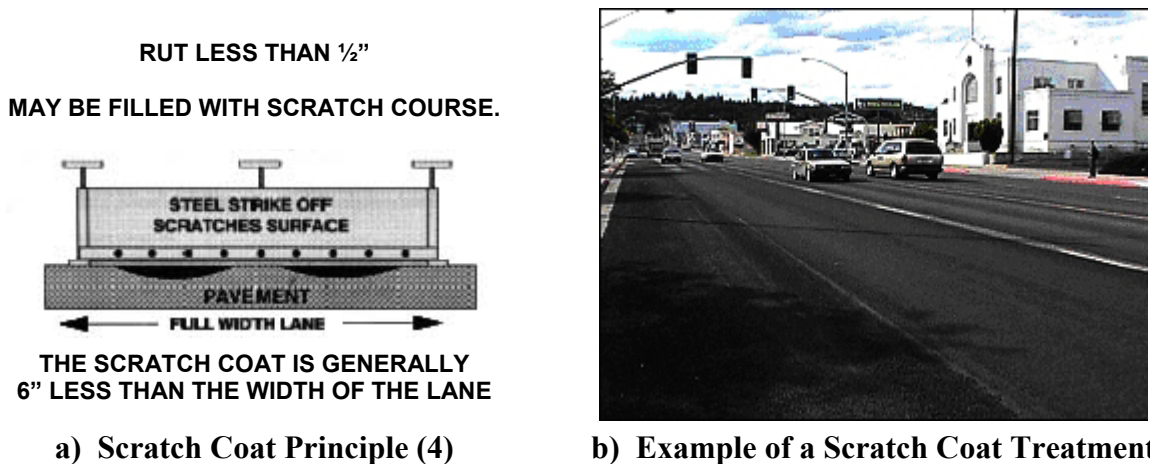 RUT LESS THAN ½”
MAY BE FILLED WITH SCRATCH COURSE.
STEEL STRIKE OFF
SCRATCHES SURFACE
PAVEMENT
FULL WIDTH LANE
THE SCRATCH COAT IS GENERALLY
6” LESS THAN THE WIDTH OF THE LANE
a) Scratch Coat Principle (4)
b) Example of a Scratch Coat Treatment